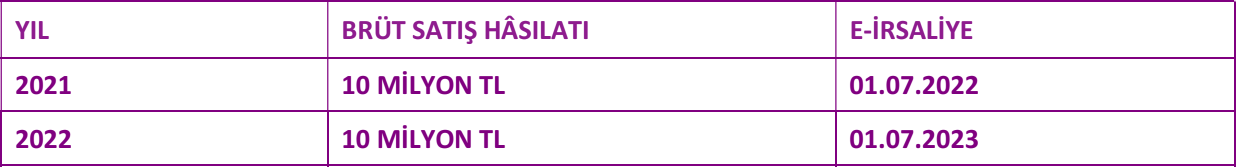 YIL BRÜT SATIŞ HÂSILATI E-İRSALİYE
2021 10 MİLYON TL 01.07.2022
2022 10 MİLYON TL 01.07.2023